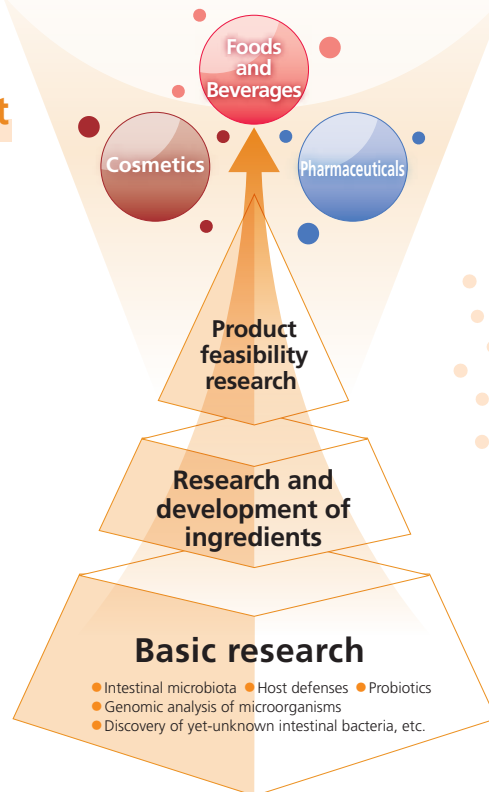 Foods
and
Beverages
t
Cosmetics
Pharmaceuticals
Product
feasibility
research
Research and
development of
ingredients
Basic research
● Intestinal microbiota ● Host defenses ● Probiotics
● Genomic analysis of microorganisms
● Discovery of yet-unknown intestinal bacteria, etc.